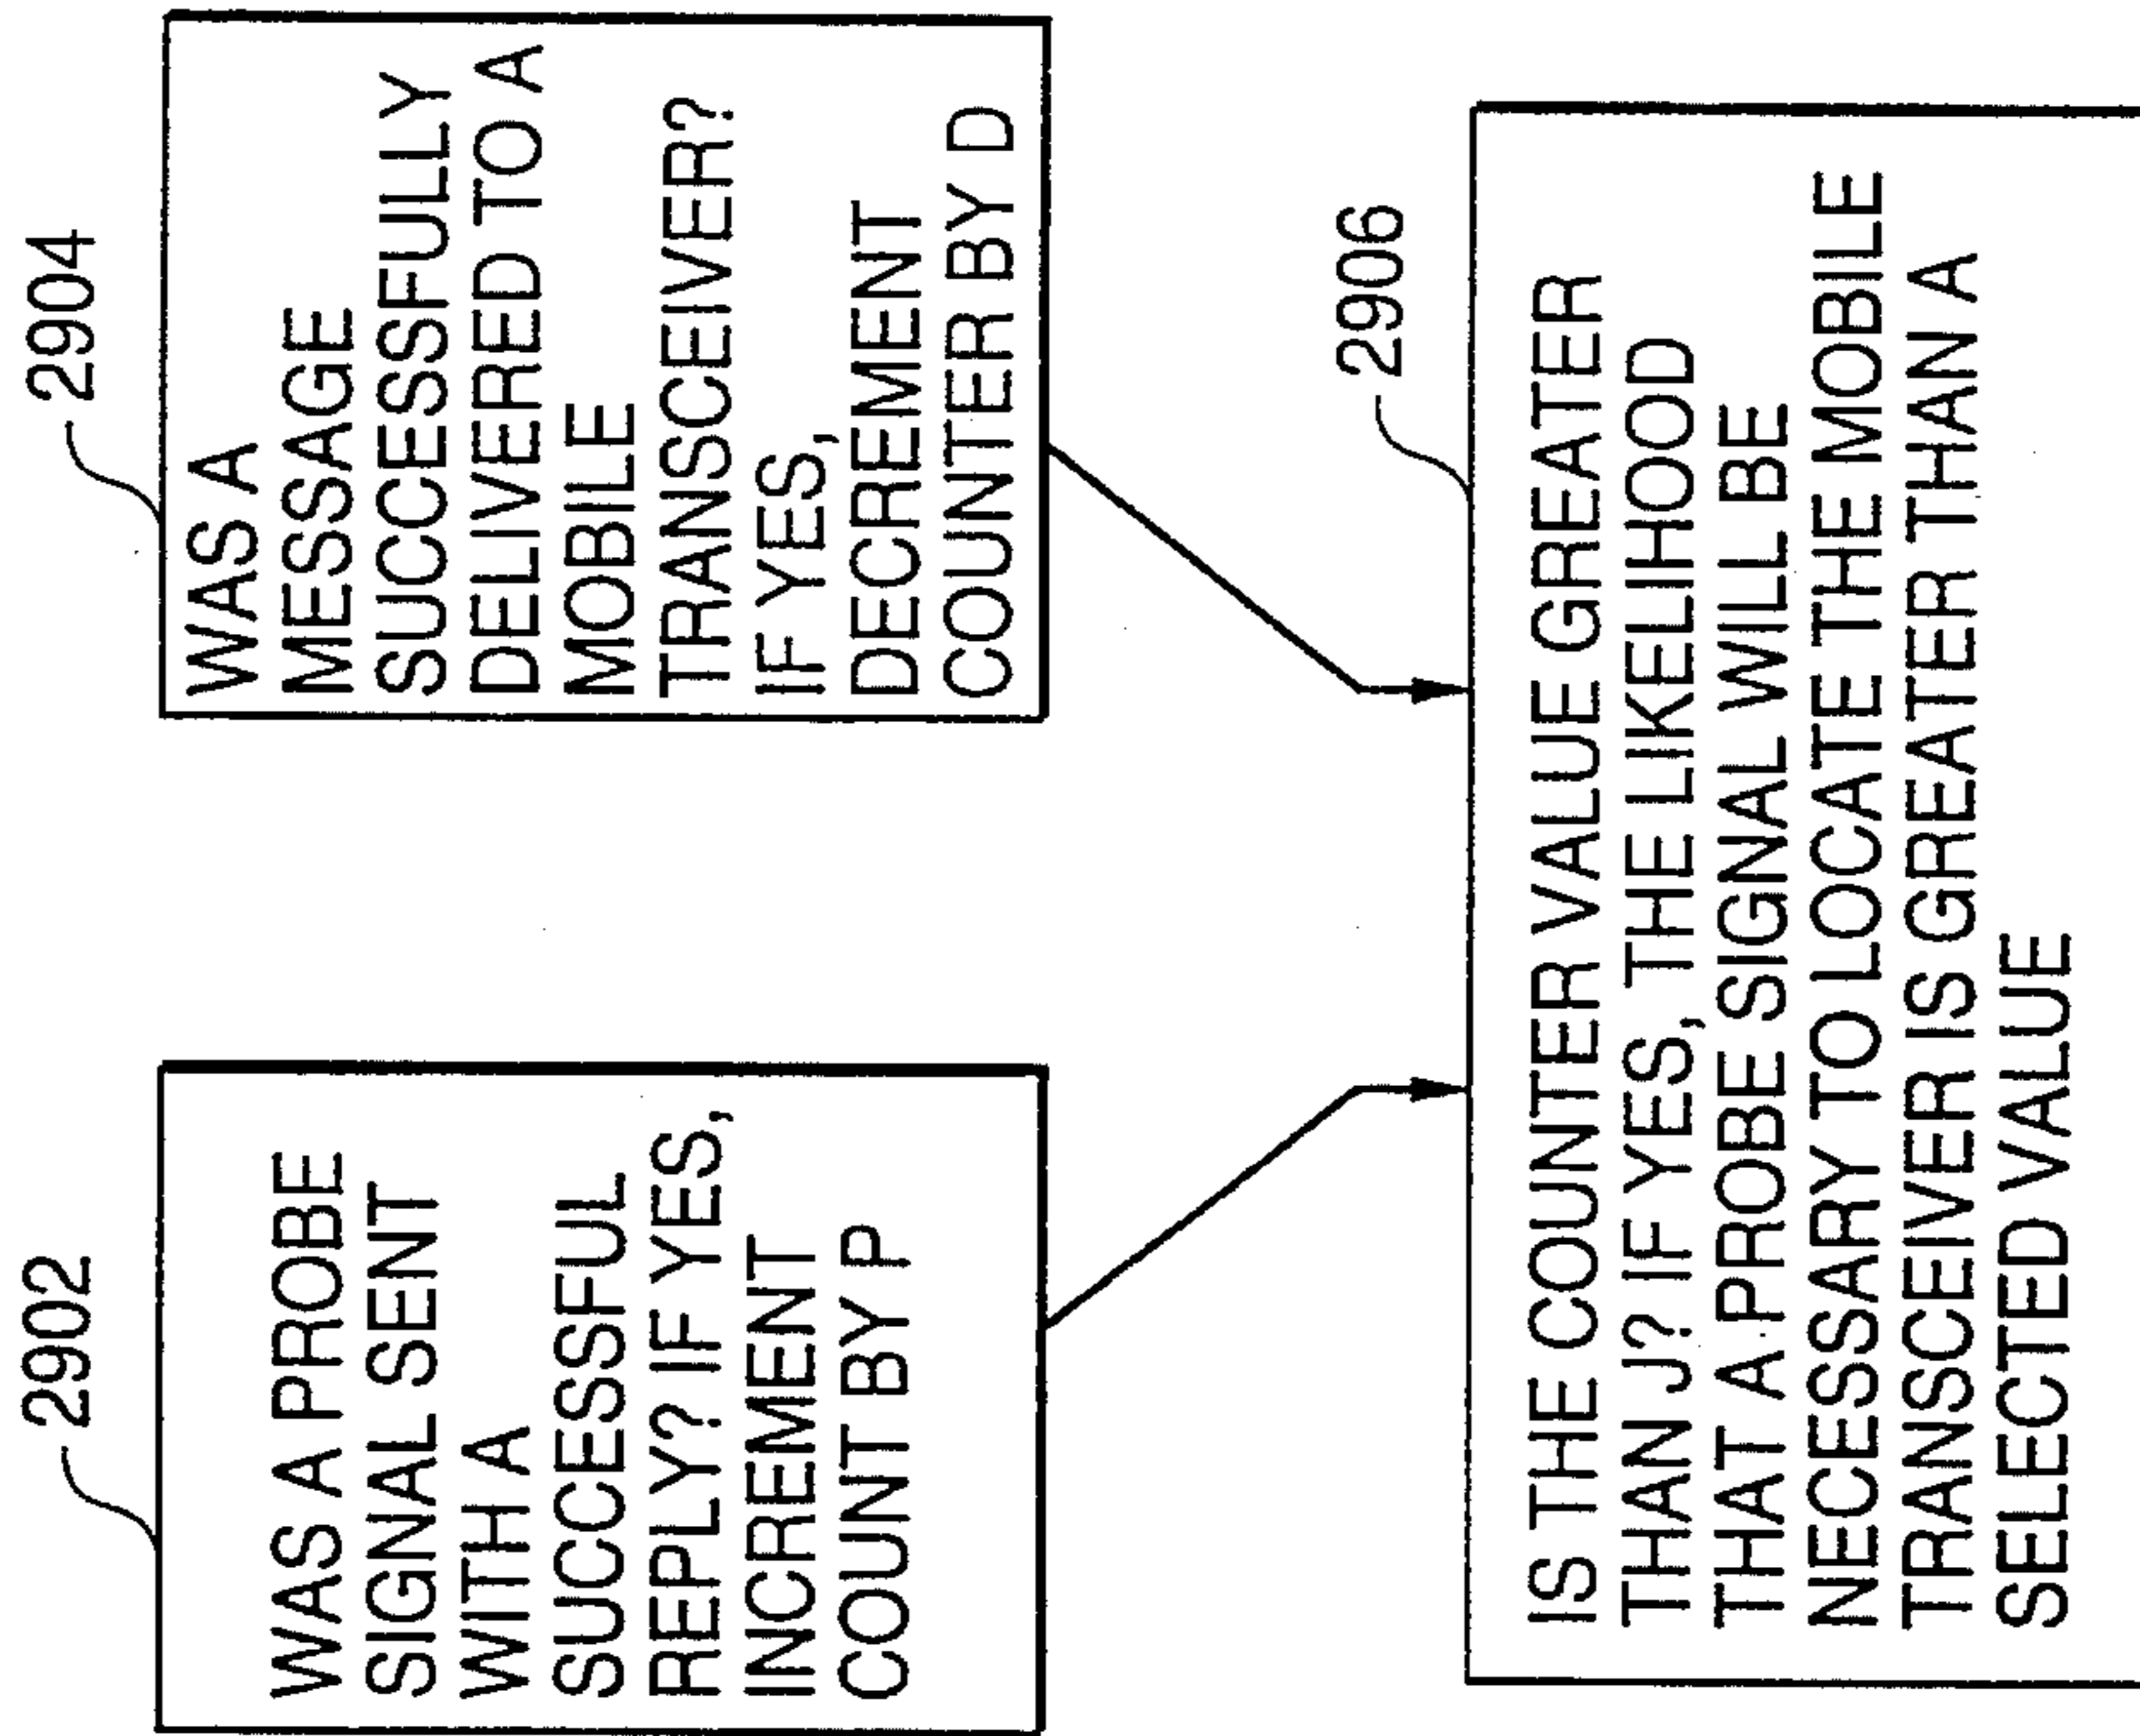 2902
WAS A PROBE
SIGNAL SENT
WITH A
SUCCESSFUL
REPLY? IF YES,
INCREMENT
COUNT BY P
2904
WAS A
MESSAGE
SUCCESSFULLY
DELIVERED TO A
MOBILE
TRANSCEIVER?
IF YES,
DECREMENT
COUNTER BY D
2906
IS THE COUNTER VALUE GREATER
THAN J? IF YES, THE LIKELIHOOD
THAT A PROBE SIGNAL WILL BE
NECESSARY TO LOCATE THE MOBILE
TRANSCEIVER IS GREATER THAN A
SELECTED VALUE